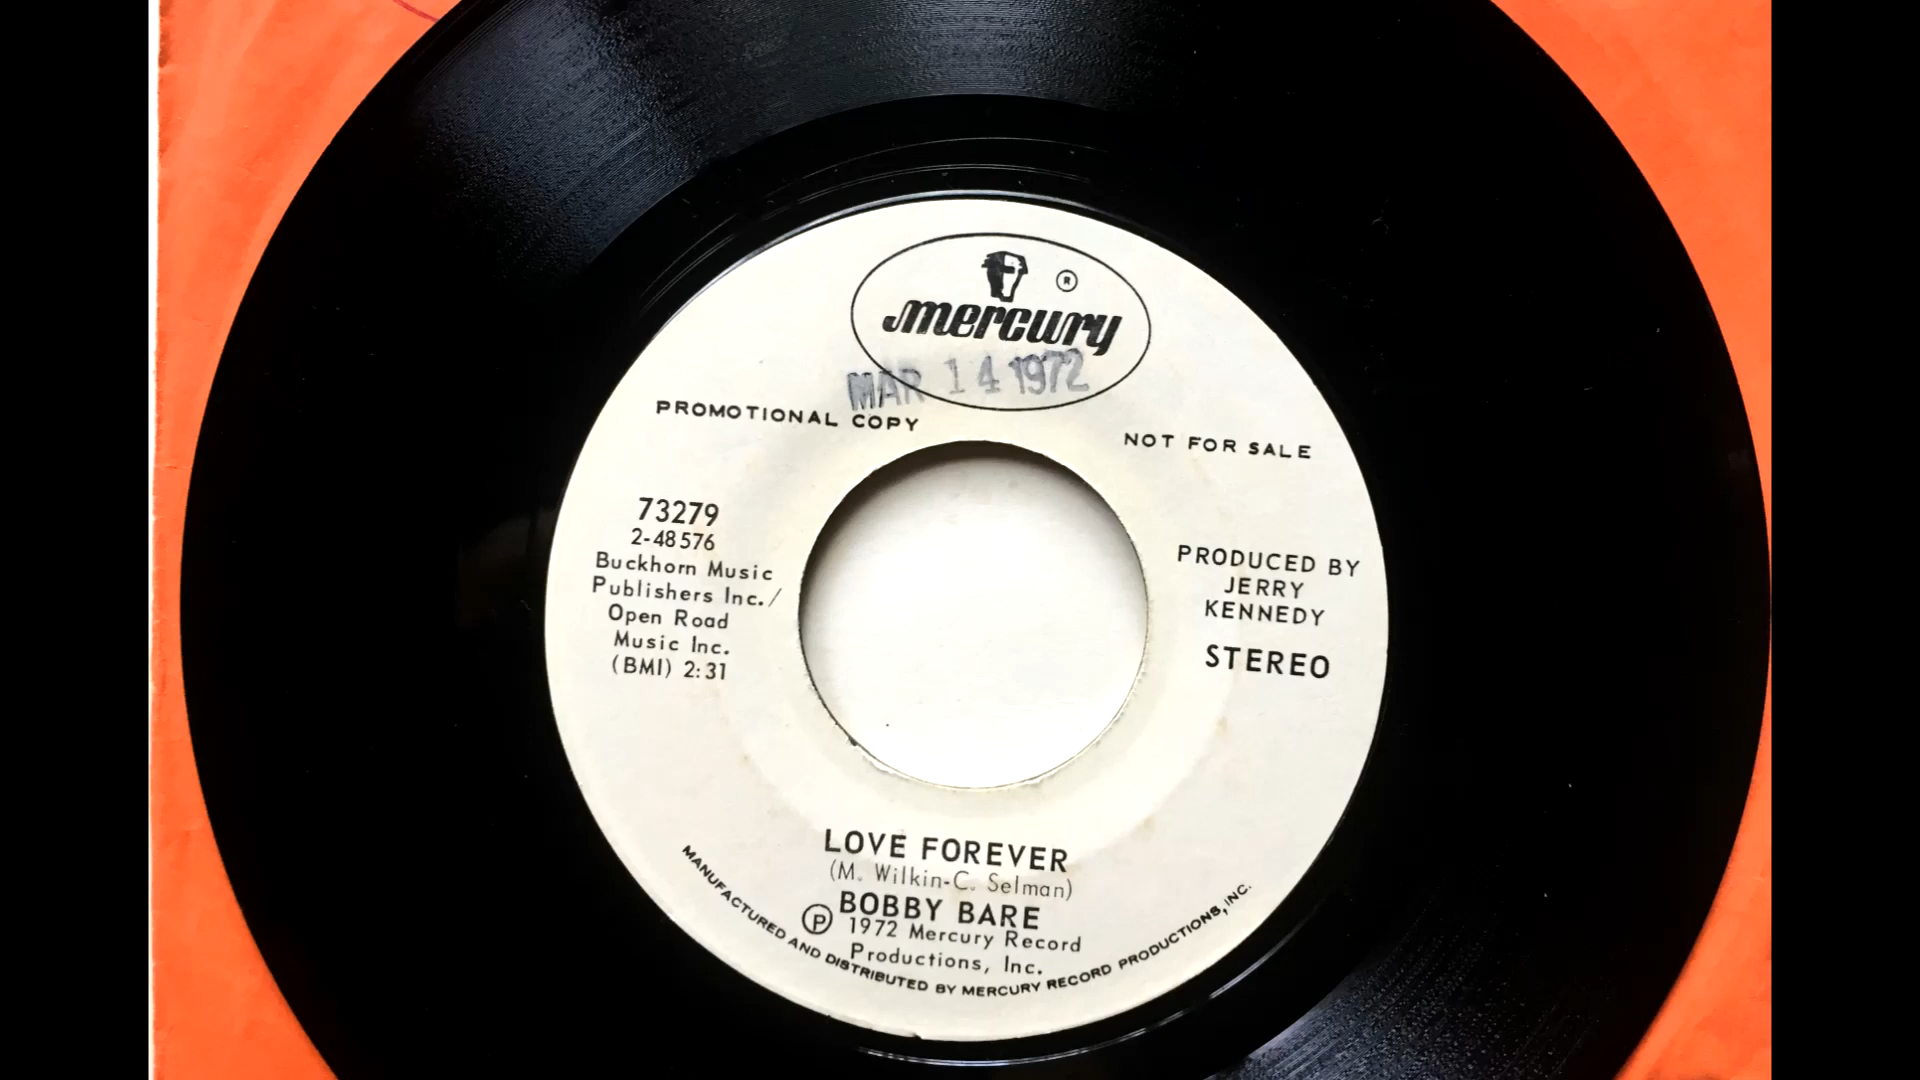 ®
mercury
MAR 14 1972
PROMOTIONAL COPY
NOT FOR SALE
73279
2-48576
Buckhorn Music
Publishers Inc./
Open Road
Music Inc.
(BMI) 2:31
PRODUCED BY
JERRY
KENNEDY
STEREO
LOVE FOREVER
(M. Wilkin-C. Selman)
BOBBY BARE
℗ 1972 Mercury Record
Productions, Inc.
MANUFACTURED AND DISTRIBUTED BY MERCURY RECORD PRODUCTIONS, INC.